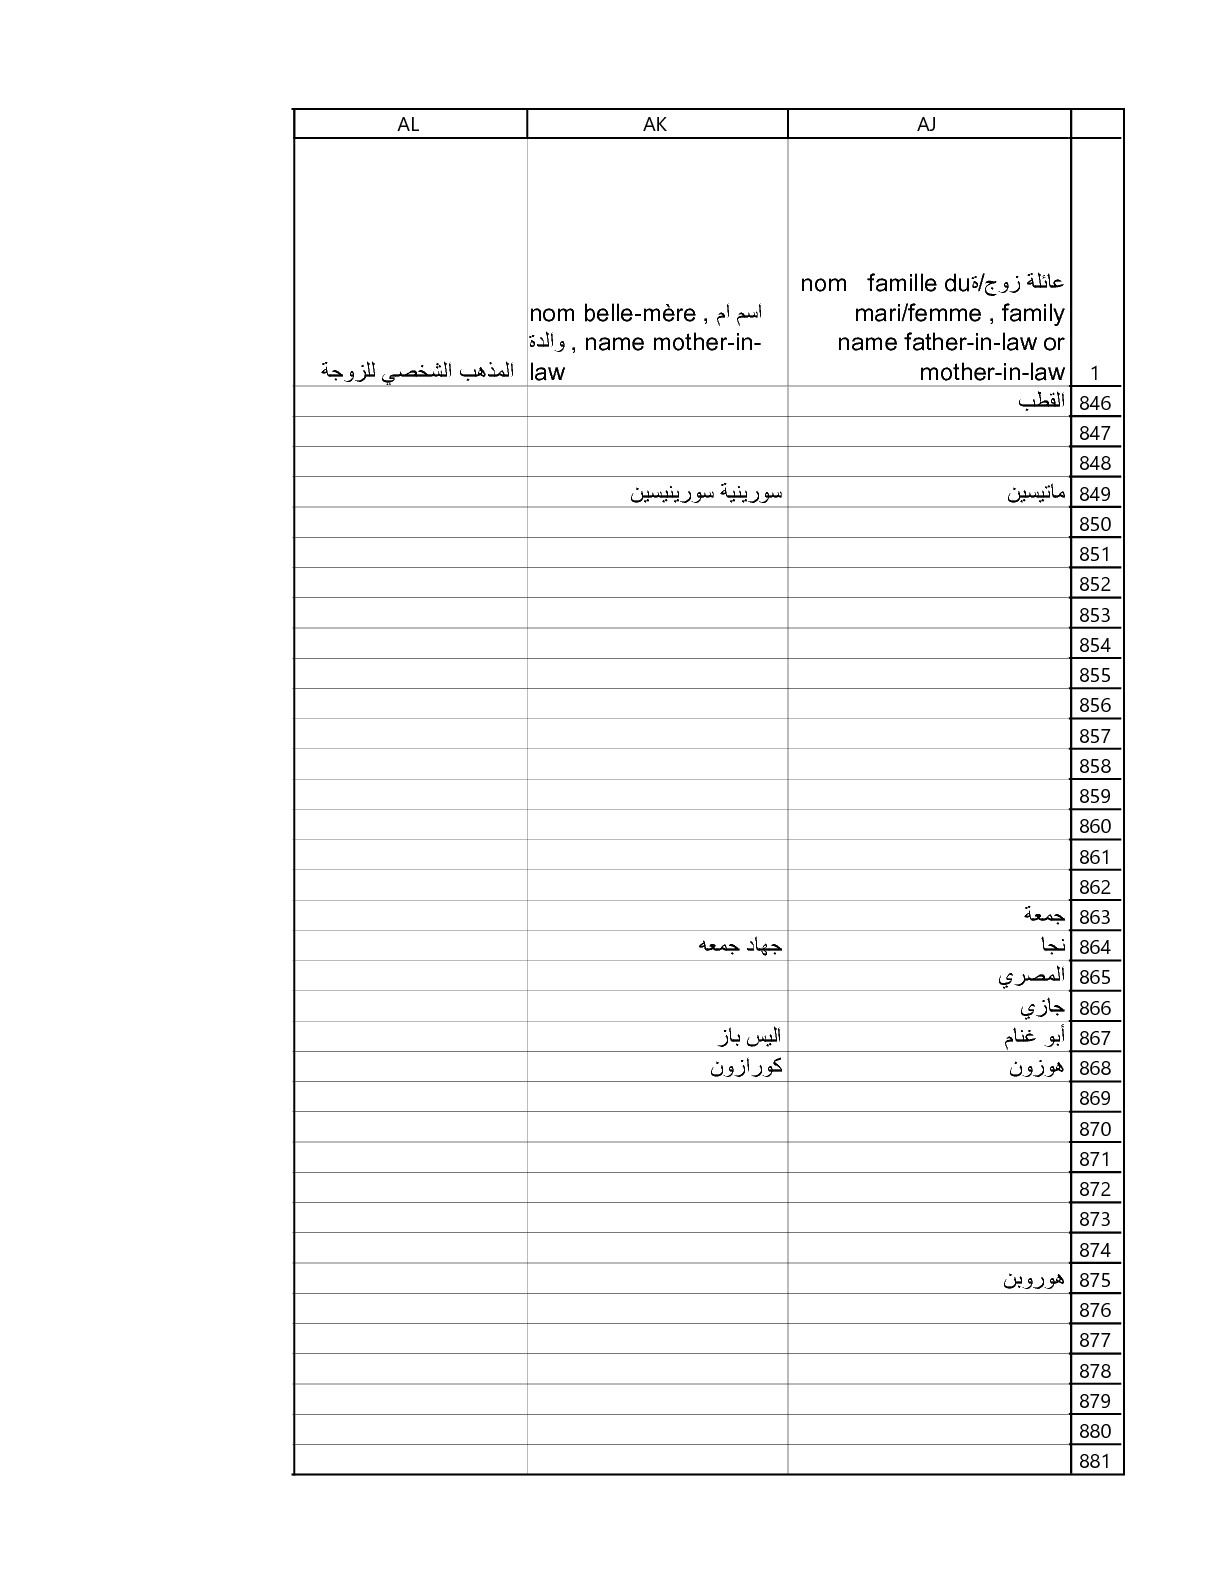 AL AK AJ
عائلة زوج/ةnom famille du
mari/femme , family
name father-in-law or
mother-in-law
nom belle-mère , اسم ام
والدة , name mother-in-
law
المذهب الشخصي للزوجة
1
846 القطب
847
848
849 ماتيسين سورينية سورينيسين
850
851
852
853
854
855
856
857
858
859
860
861
862
863 جمعة
864 نجا جهاد جمعه
865 المصري
866 جازي
867 أبو غنام اليس باز
868 هوزون كورازون
869
870
871
872
873
874
875 هوروبن
876
877
878
879
880
881